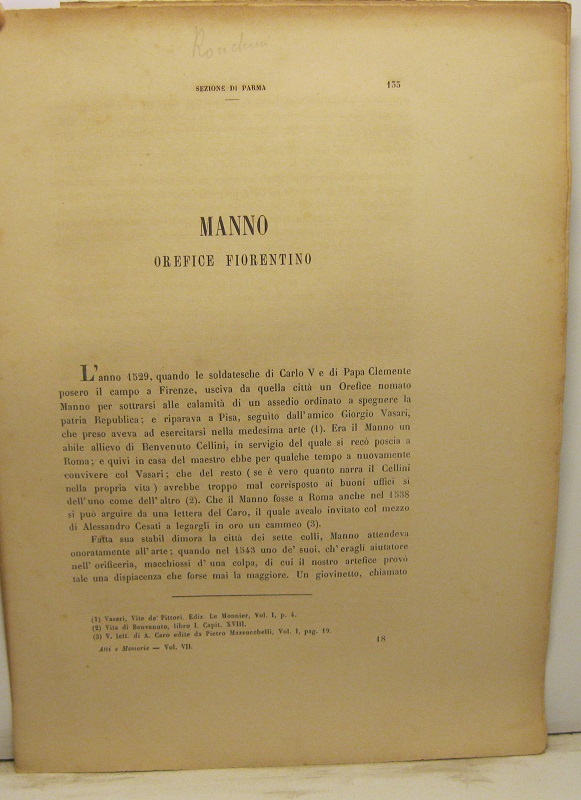 Ronchini
SEZIONE DI PARMA 133
MANNO
OREFICE FIORENTINO
L'anno 1529, quando le soldatesche di Carlo V e di Papa Clemente
posero il campo a Firenze, usciva da quella città un Orefice nomato
Manno per sottrarsi alle calamità di un assedio ordinato a spegnere la
patria Republica; e riparava a Pisa, seguito dall'amico Giorgio Vasari,
che preso aveva ad esercitarsi nella medesima arte (1). Era il Manno un
abile allievo di Benvenuto Cellini, in servigio del quale si recò poscia a
Roma; e quivi in casa del maestro ebbe per qualche tempo a nuovamente
convivere col Vasari; che del resto (se è vero quanto narra il Cellini
nella propria vita) avrebbe troppo mal corrisposto ai buoni uffici sì
dell'uno come dell'altro (2). Che il Manno fosse a Roma anche nel 1538
si può arguire da una lettera del Caro, il quale avealo invitato col mezzo
di Alessandro Cesati a legargli in oro un cammeo (3).
Fatta sua stabil dimora la città dei sette colli, Manno attendeva
onoratamente all'arte; quando nel 1543 uno de' suoi, ch'eragli aiutatore
nell'orificeria, macchiossi d'una colpa, di cui il nostro artefice provò
tale una dispiacenza che forse mai la maggiore. Un giovinetto, chiamato
(1) Vasari, Vite de' Pittori. Ediz. Le Monnier, Vol. I, p. 4.
(2) Vita di Benvenuto, libro I. Capit. XVIII.
(3) V. lett. di A. Caro edite da Pietro Mazzucchelli, Vol. I, pag. 19.
Atti e Memorie — Vol. VII. 18